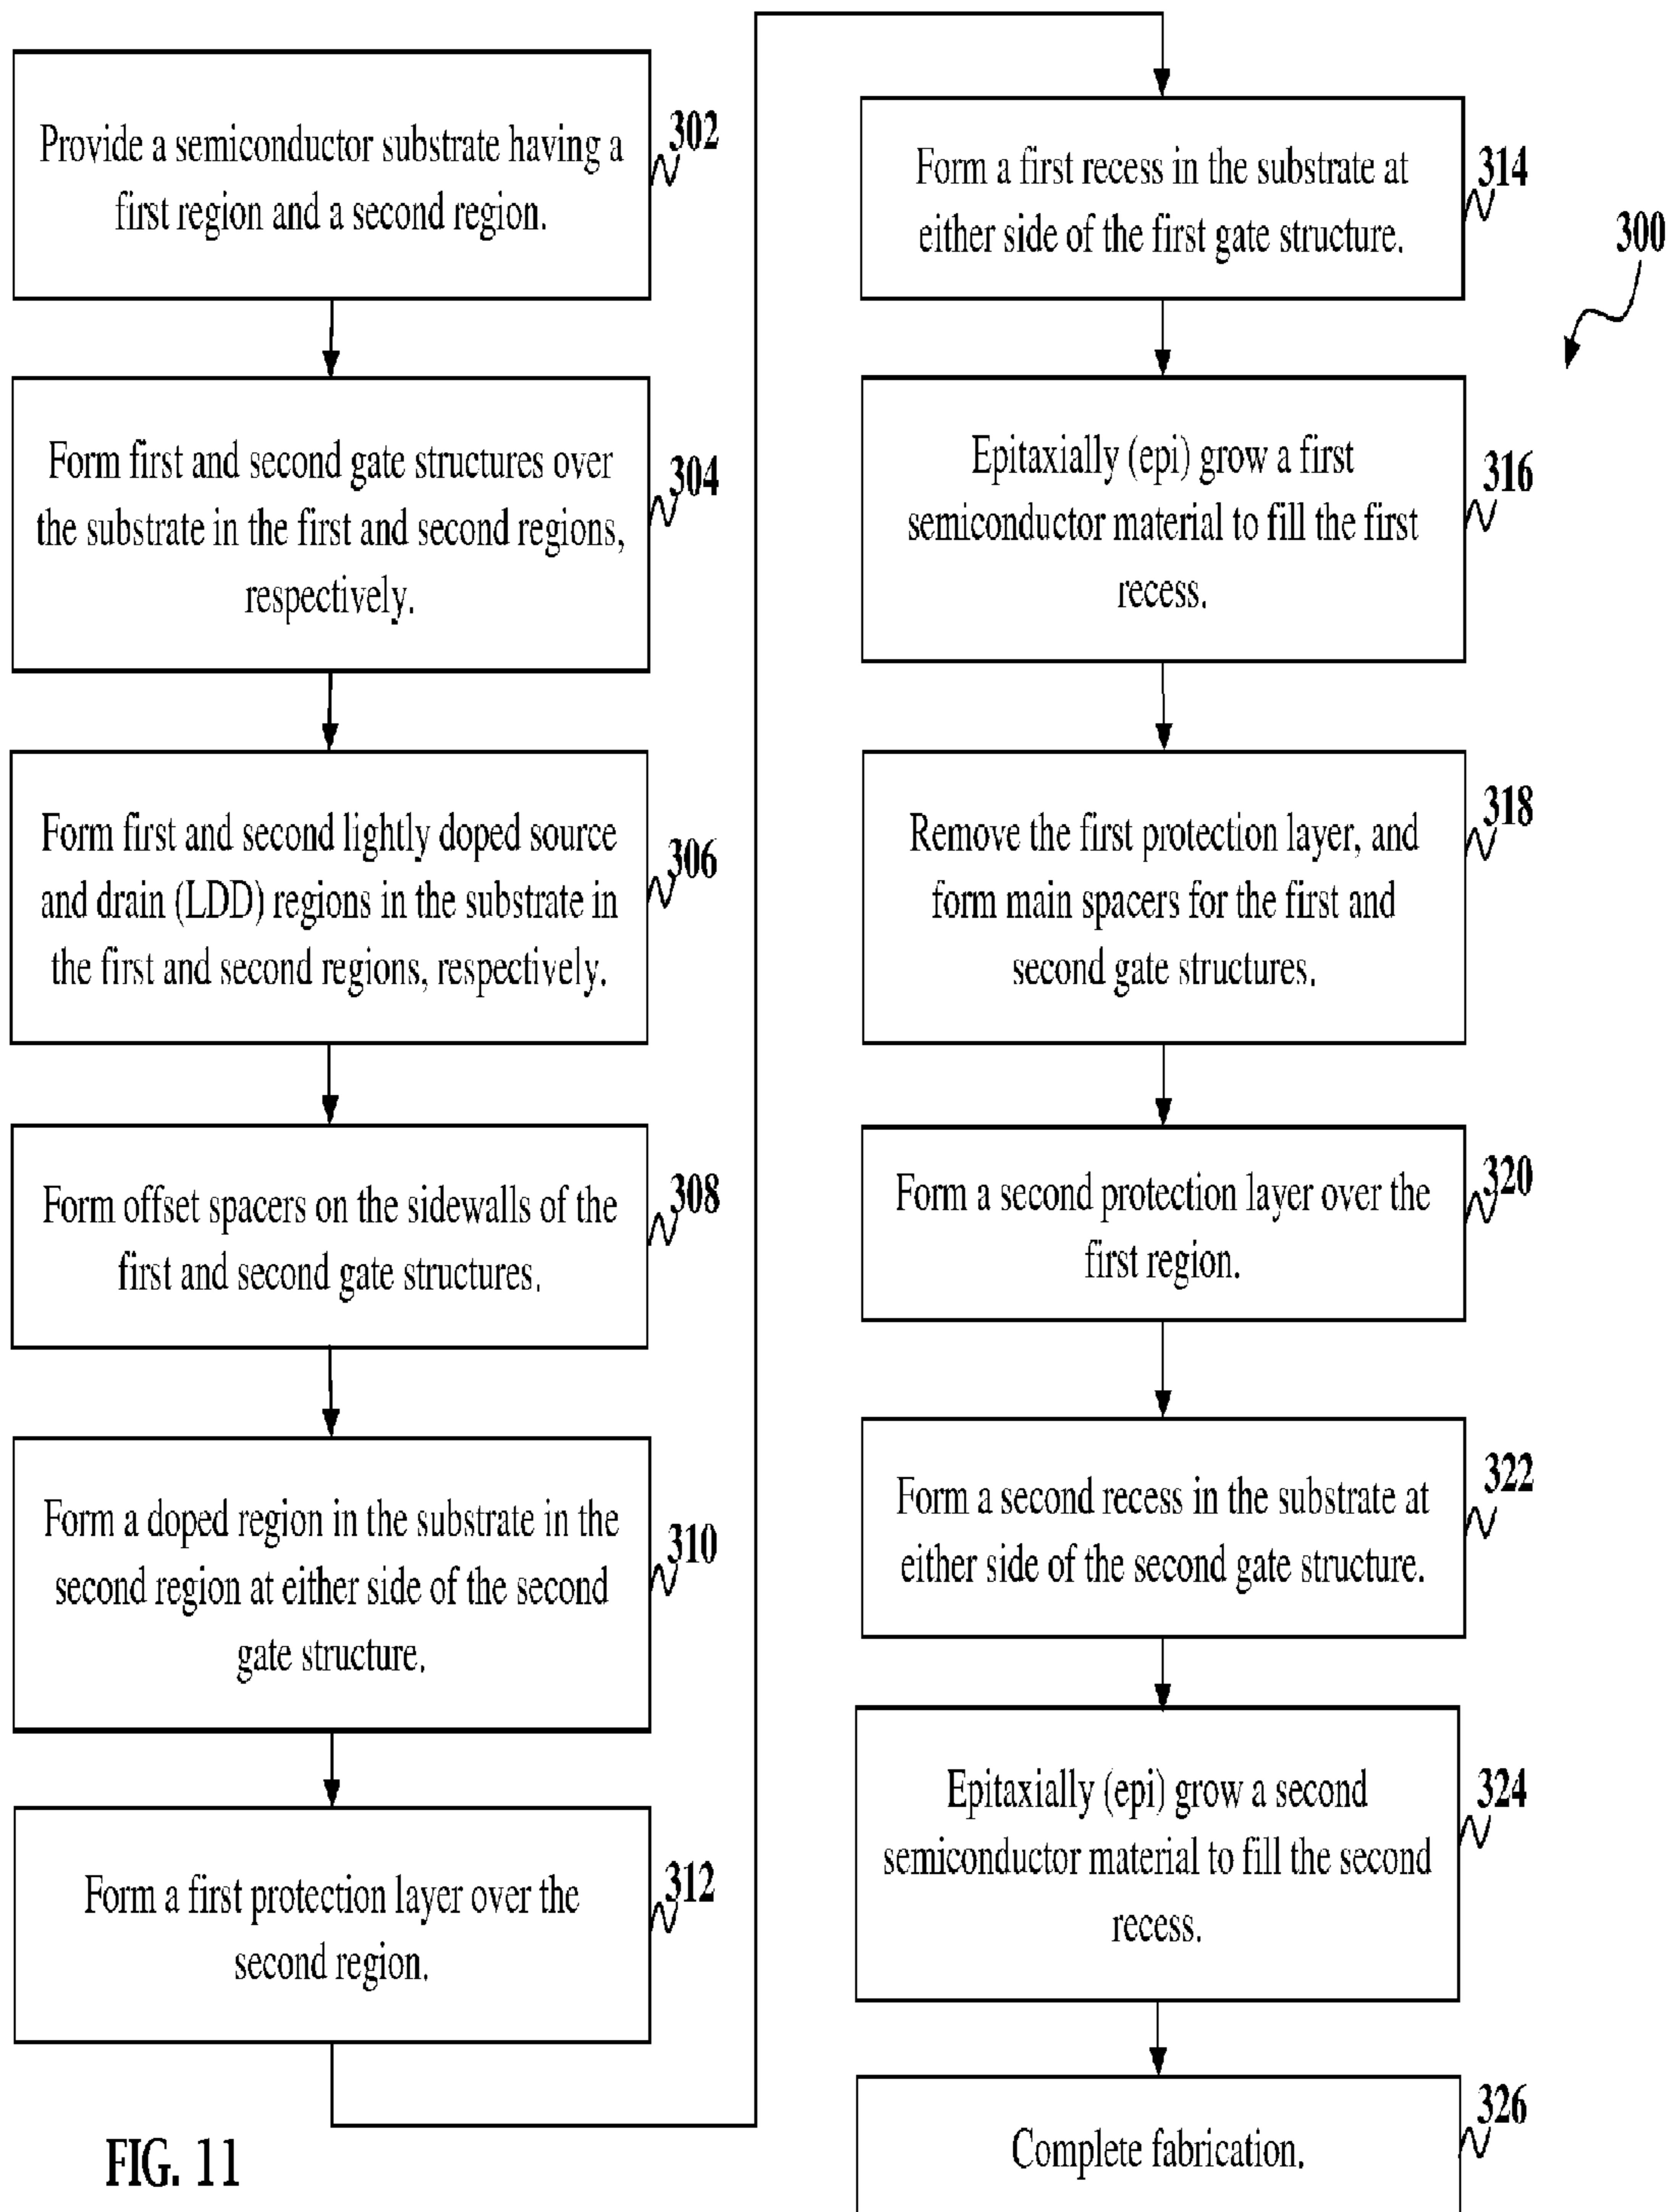 Provide a semiconductor substrate having a
first region and a second region.
302
Form first and second gate structures over
the substrate in the first and second regions,
respectively.
304
Form first and second lightly doped source
and drain (LDD) regions in the substrate in
the first and second regions, respectively.
306
Form offset spacers on the sidewalls of the
first and second gate structures.
308
Form a doped region in the substrate in the
second region at either side of the second
gate structure.
310
Form a first protection layer over the
second region.
312
Form a first recess in the substrate at
either side of the first gate structure.
314
300
Epitaxially (epi) grow a first
semiconductor material to fill the first
recess.
316
Remove the first protection layer, and
form main spacers for the first and
second gate structures.
318
Form a second protection layer over the
first region.
320
Form a second recess in the substrate at
either side of the second gate structure.
322
Epitaxially (epi) grow a second
semiconductor material to fill the second
recess.
324
Complete fabrication.
326
FIG. 11